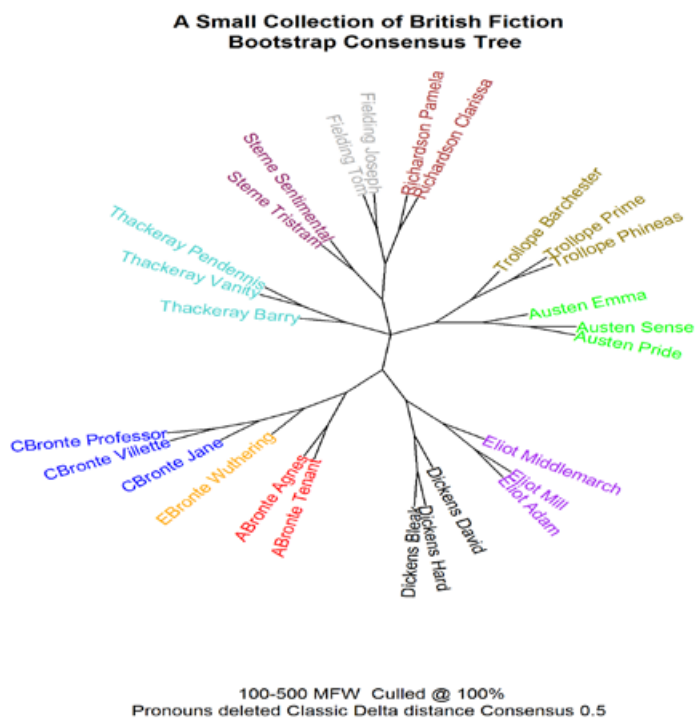 A Small Collection of British Fiction
Bootstrap Consensus Tree
Fielding Joseph
Fielding Tom
Richardson Pamela
Richardson Clarissa
Sterne Sentimental
Sterne Tristram
Trollope Barchester
Trollope Prime
Trollope Phineas
Thackeray Pendennis
Thackeray Vanity
Thackeray Barry
Austen Emma
Austen Sense
Austen Pride
CBronte Professor
CBronte Villette
CBronte Jane
EBronte Wuthering
ABronte Agnes
ABronte Tenant
Eliot Middlemarch
Eliot Mill
Eliot Adam
Dickens David
Dickens Hard
Dickens Bleak
100-500 MFW Culled @ 100%
Pronouns deleted Classic Delta distance Consensus 0.5